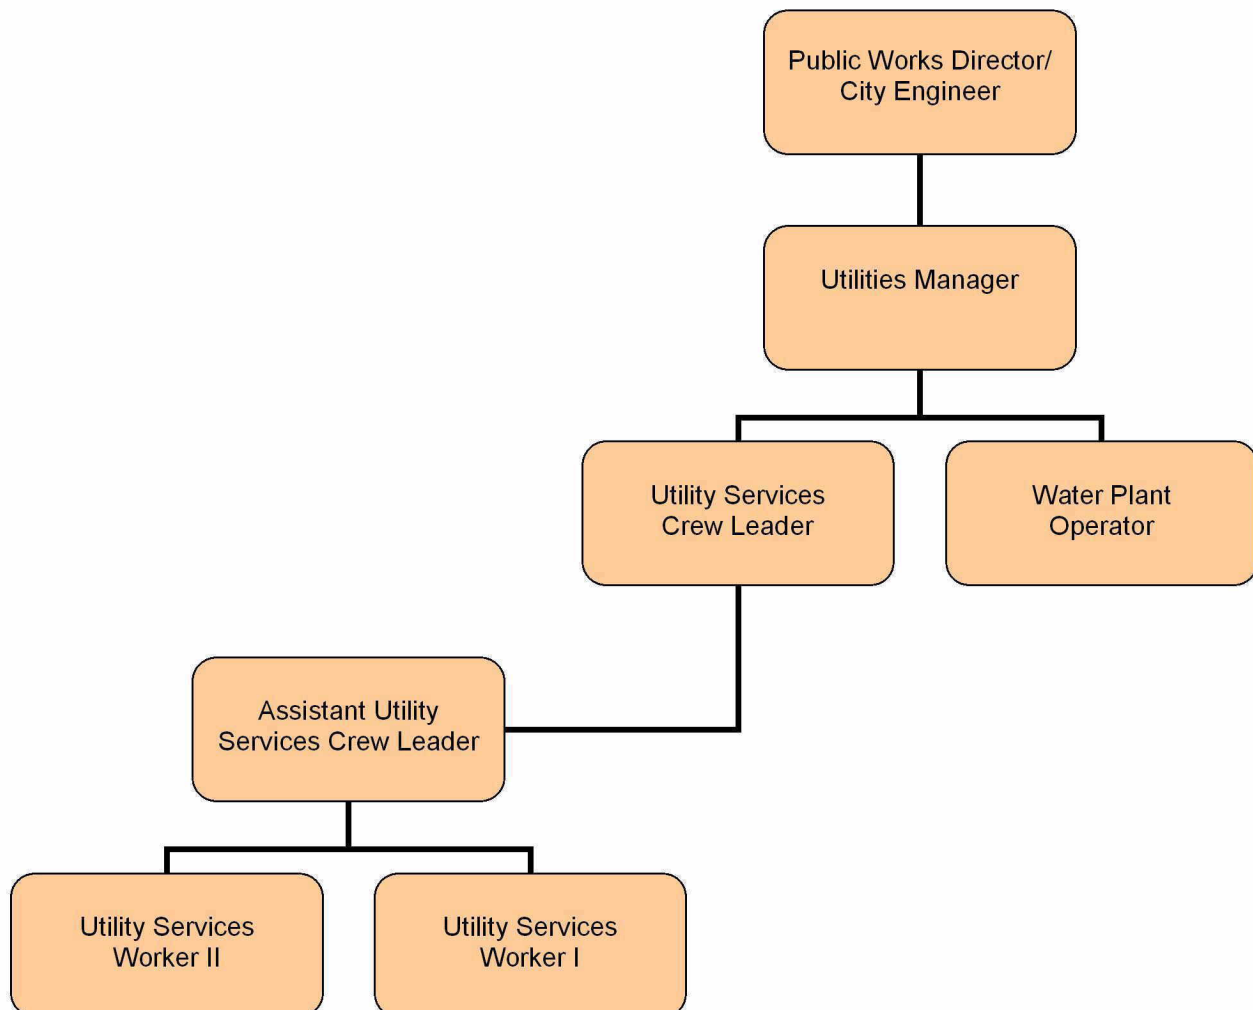 Public Works Director/
City Engineer
Utilities Manager
Utility Services
Crew Leader
Water Plant
Operator
Assistant Utility
Services Crew Leader
Utility Services
Worker II
Utility Services
Worker I